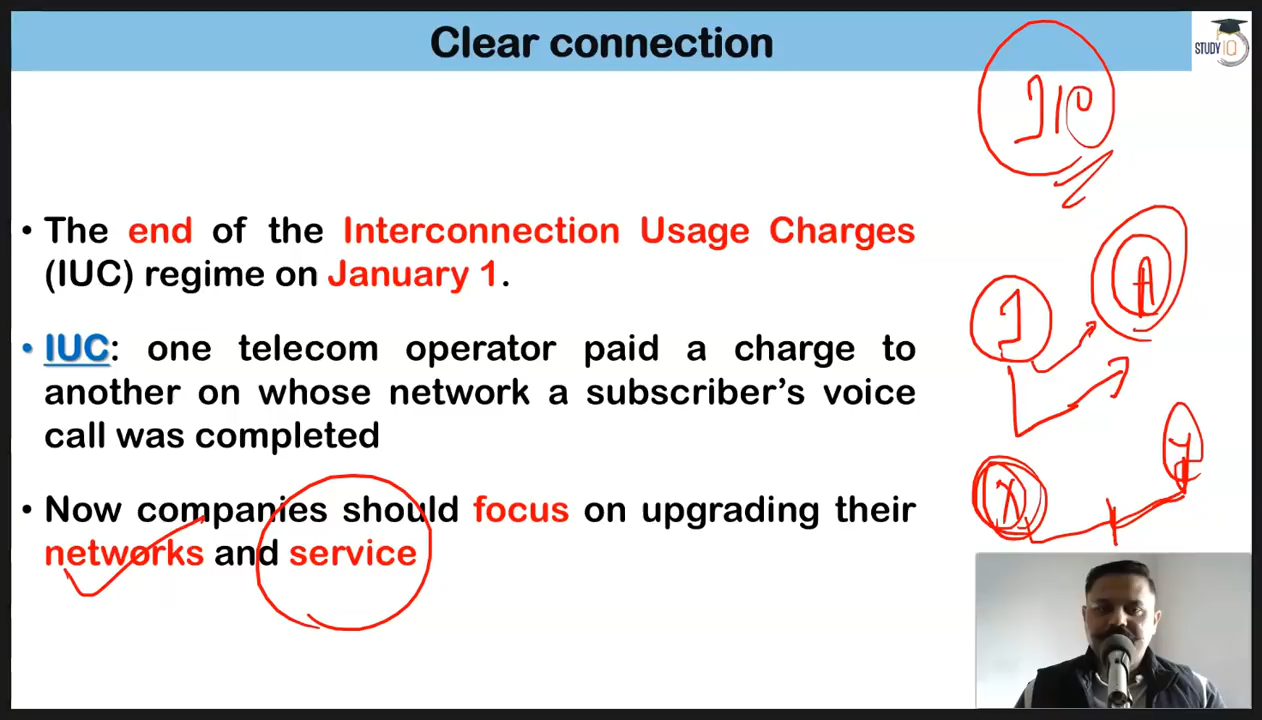 Clear connection
STUDY IQ
JIO
• The end of the Interconnection Usage Charges
(IUC) regime on January 1.
J
A
• IUC: one telecom operator paid a charge to
another on whose network a subscriber's voice
call was completed
X
Y
• Now companies should focus on upgrading their
networks and service